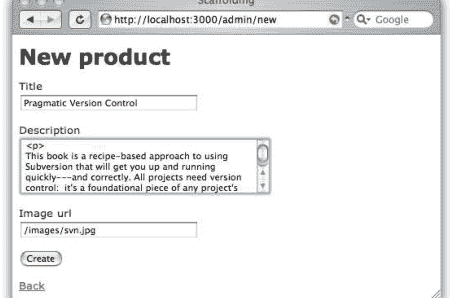 Scaffolding
http://localhost:3000/admin/new
Google
New product
Title
Pragmatic Version Control
Description
<p>
This book is a recipe-based approach to using
Subversion that will get you up and running
quickly---and correctly. All projects need version
control: it's a foundational piece of any project's
Image url
/images/svn.jpg
Create
Back